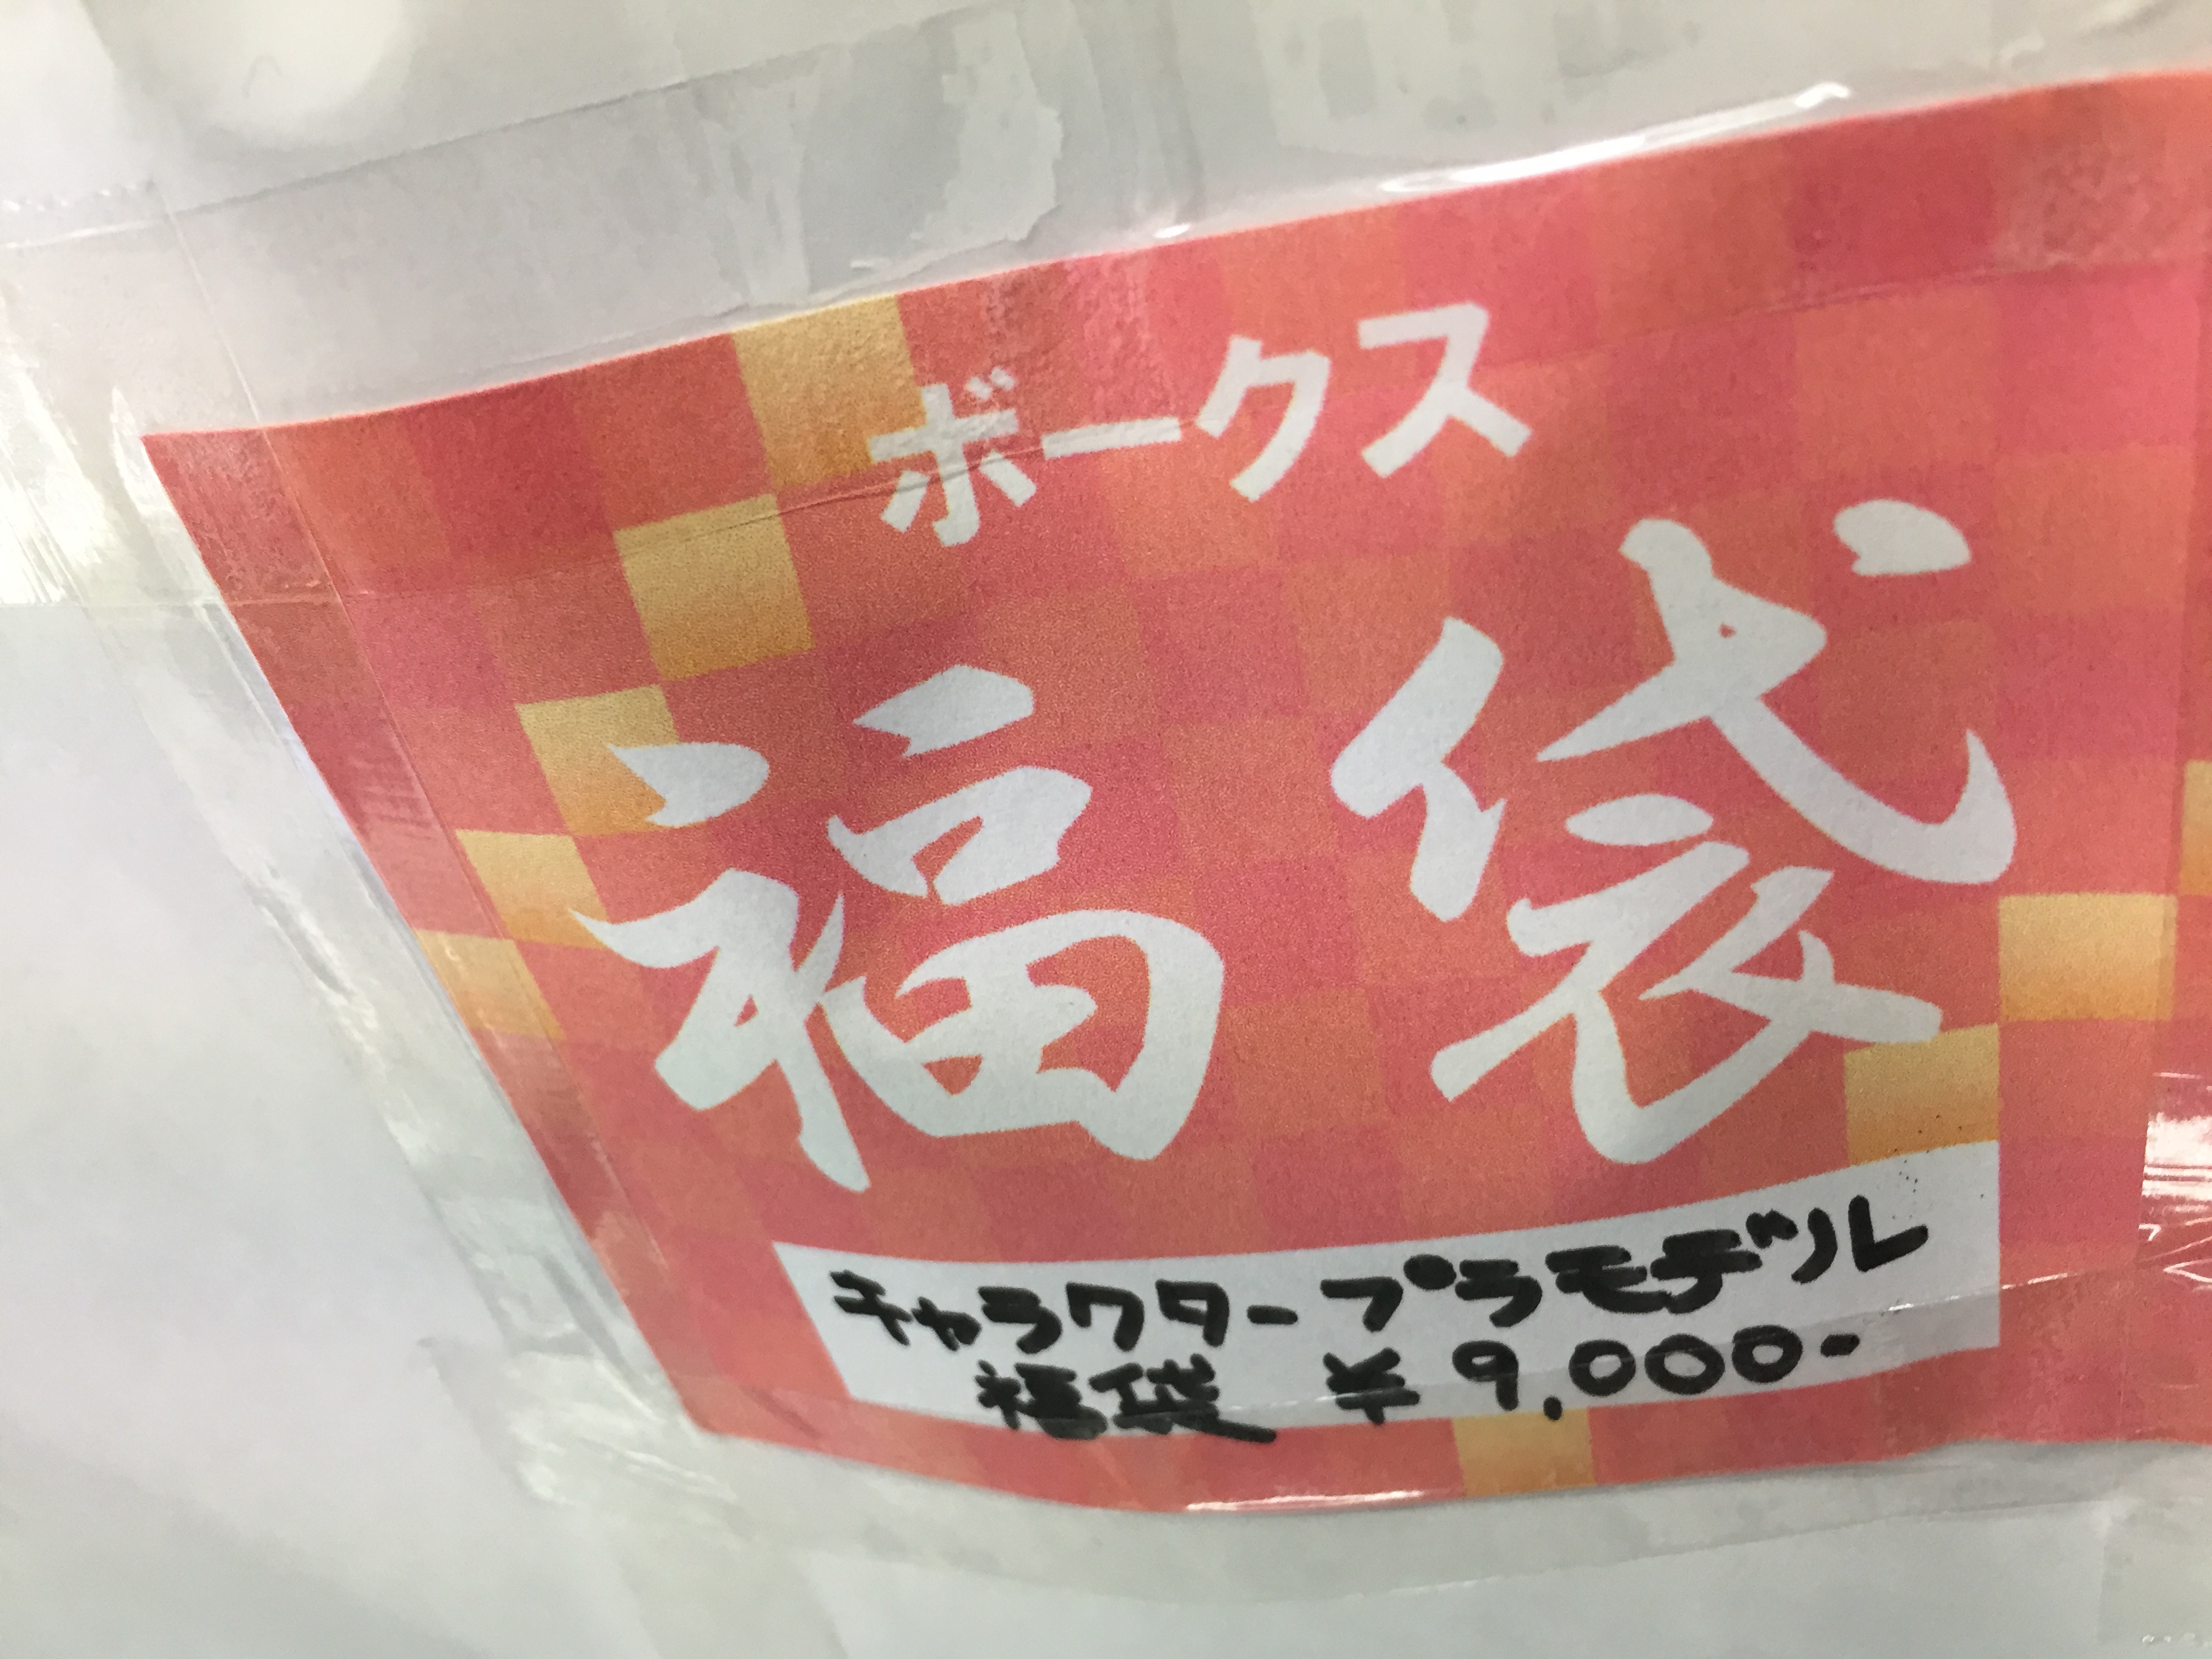 ボークス
福袋
キャラクタープラモデル
福袋 ¥9,000-